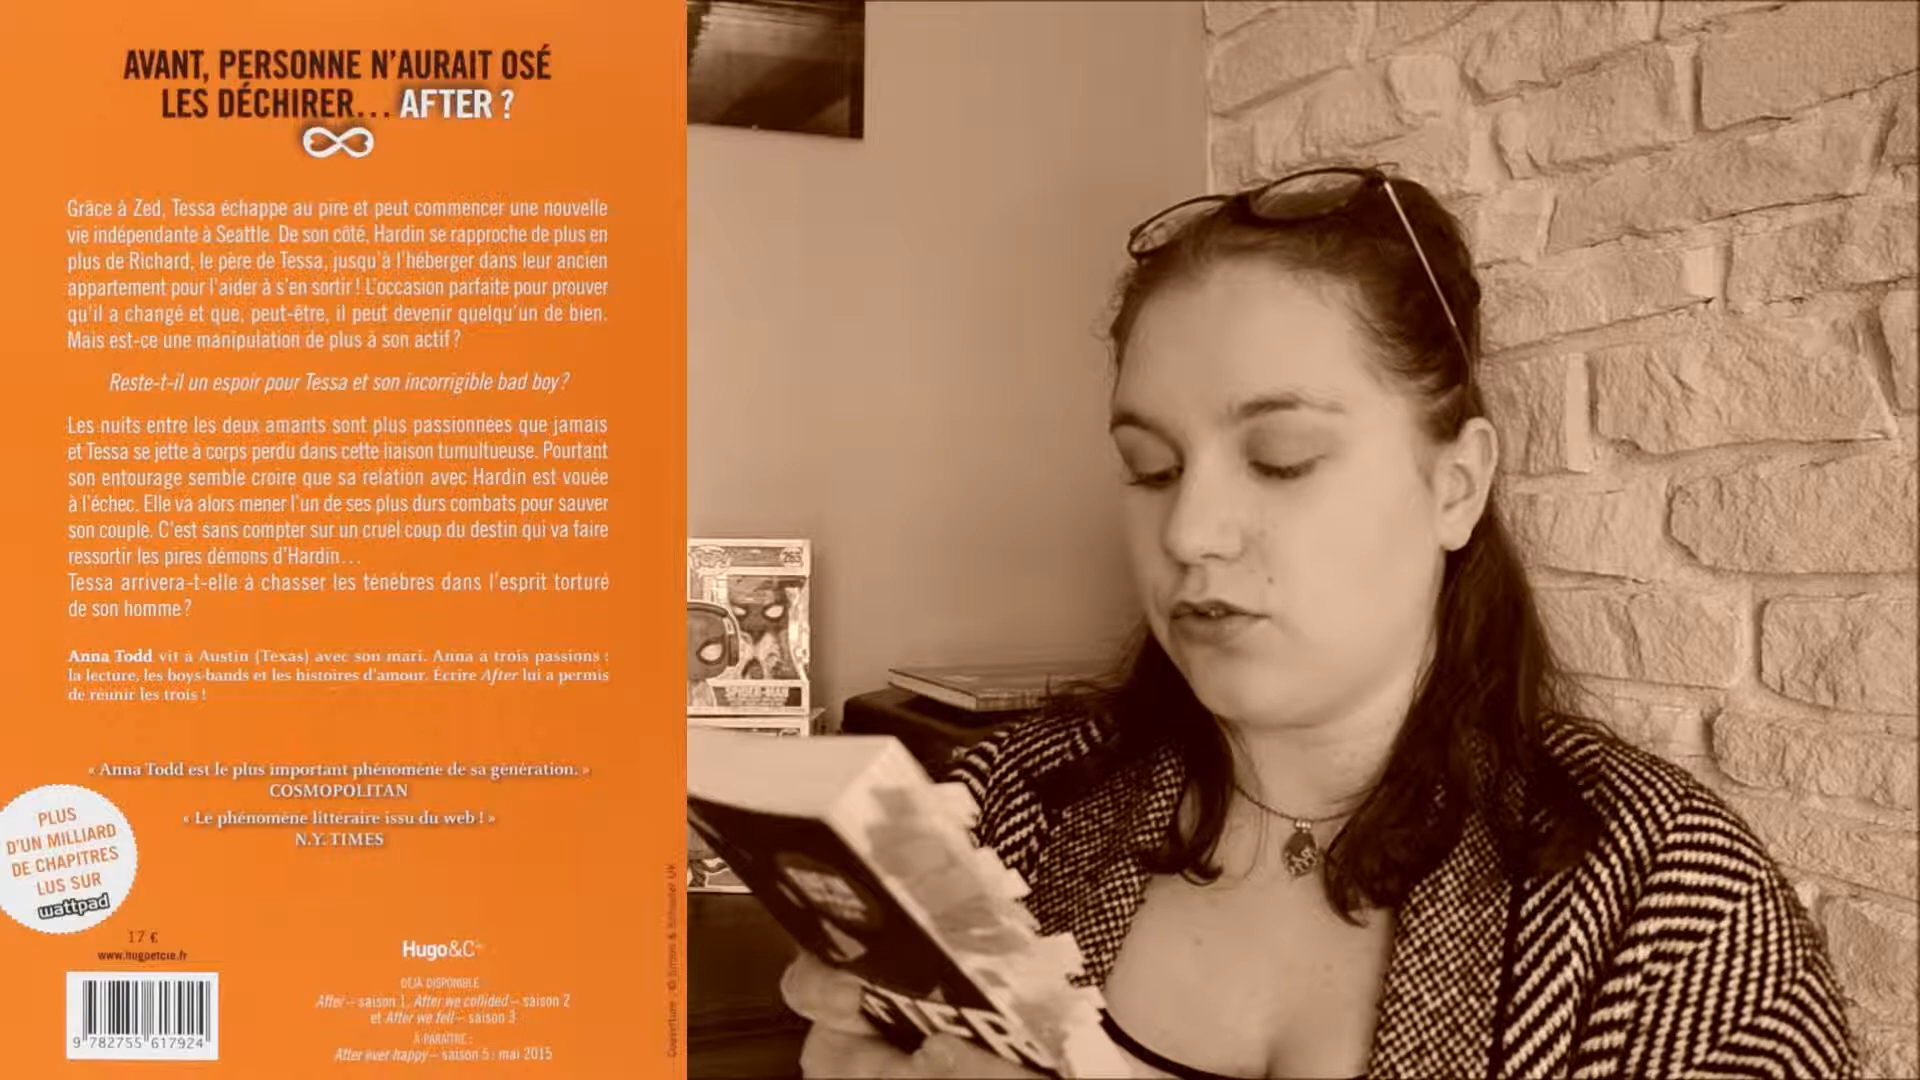 AVANT, PERSONNE N'AURAIT OSÉ
LES DÉCHIRER... AFTER ?
Grâce à Zed, Tessa échappe au pire et peut commencer une nouvelle
vie indépendante à Seattle. De son côté, Hardin se rapproche de plus en
plus de Richard, le père de Tessa, jusqu'à l'héberger dans leur ancien
appartement pour l'aider à s'en sortir ! L'occasion parfaite pour prouver
qu'il a changé et que, peut-être, il peut devenir quelqu'un de bien.
Mais est-ce une manipulation de plus à son actif ?
Reste-t-il un espoir pour Tessa et son incorrigible bad boy ?
Les nuits entre les deux amants sont plus passionnées que jamais
et Tessa se jette à corps perdu dans cette liaison tumultueuse. Pourtant
son entourage semble croire que sa relation avec Hardin est vouée
à l'échec. Elle va alors mener l'un de ses plus durs combats pour sauver
son couple. C'est sans compter sur un cruel coup du destin qui va faire
ressortir les pires démons d'Hardin...
Tessa arrivera-t-elle à chasser les ténèbres dans l'esprit torturé
de son homme ?
Anna Todd vit à Austin (Texas) avec son mari. Anna a trois passions :
la lecture, les boys-bands et les histoires d'amour. Écrire After lui a permis
de réunir les trois !
« Anna Todd est le plus important phénomène de sa génération. »
COSMOPOLITAN
« Le phénomène littéraire issu du web ! »
N.Y. TIMES
PLUS
D'UN MILLIARD
DE CHAPITRES
LUS SUR
wattpad
17 €
www.hugoetcie.fr
9 782755 617924
Hugo&Cie
DÉJÀ DISPONIBLE
After – saison 1, After we collided – saison 2
et After we fell – saison 3
À PARAÎTRE :
After ever happy – saison 5 : mai 2015
Couverture : © Simon & Schuster UK
263
SPIDER-MAN